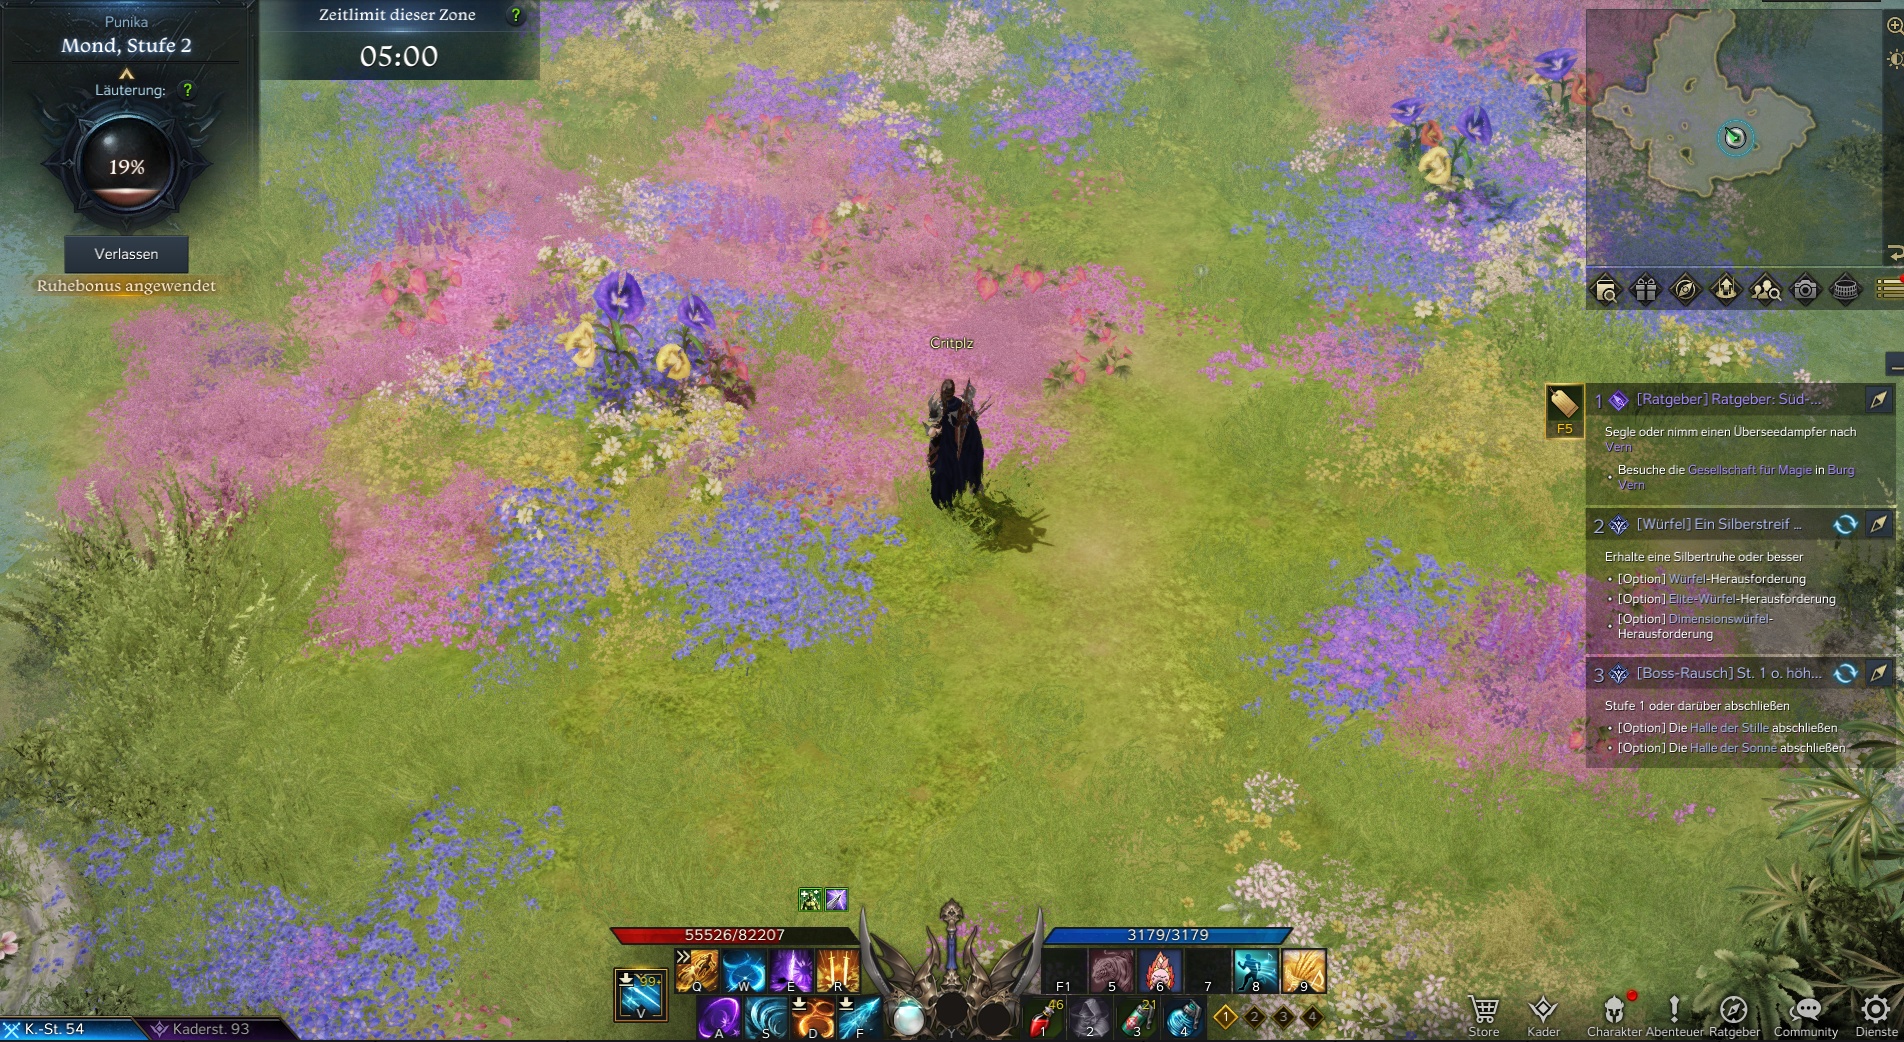 Punika
Mond, Stufe 2
Läuterung: ?
19%
Verlassen
Ruhebonus angewendet
Zeitlimit dieser Zone ?
05:00
Critplz
F5
1 [Ratgeber] Ratgeber: Süd-...
Segle oder nimm einen Überseedampfer nach
Vern
• Besuche die Gesellschaft für Magie in Burg
Vern
2 [Würfel] Ein Silberstreif ...
Erhalte eine Silbertruhe oder besser
• [Option] Würfel-Herausforderung
• [Option] Elite-Würfel-Herausforderung
• [Option] Dimensionswürfel-
Herausforderung
3 [Boss-Rausch] St. 1 o. höh...
Stufe 1 oder darüber abschließen
• [Option] Die Halle der Stille abschließen
• [Option] Die Halle der Sonne abschließen
55526/82207
3179/3179
99+
V
Q W E R
A S D F
Y
F1 5 6 7 8 9
46 21
1 2 3 4
1 2 3 4
K.-St. 54
Kaderst. 93
Store
Kader
Charakter
Abenteuer
Ratgeber
Community
Dienste